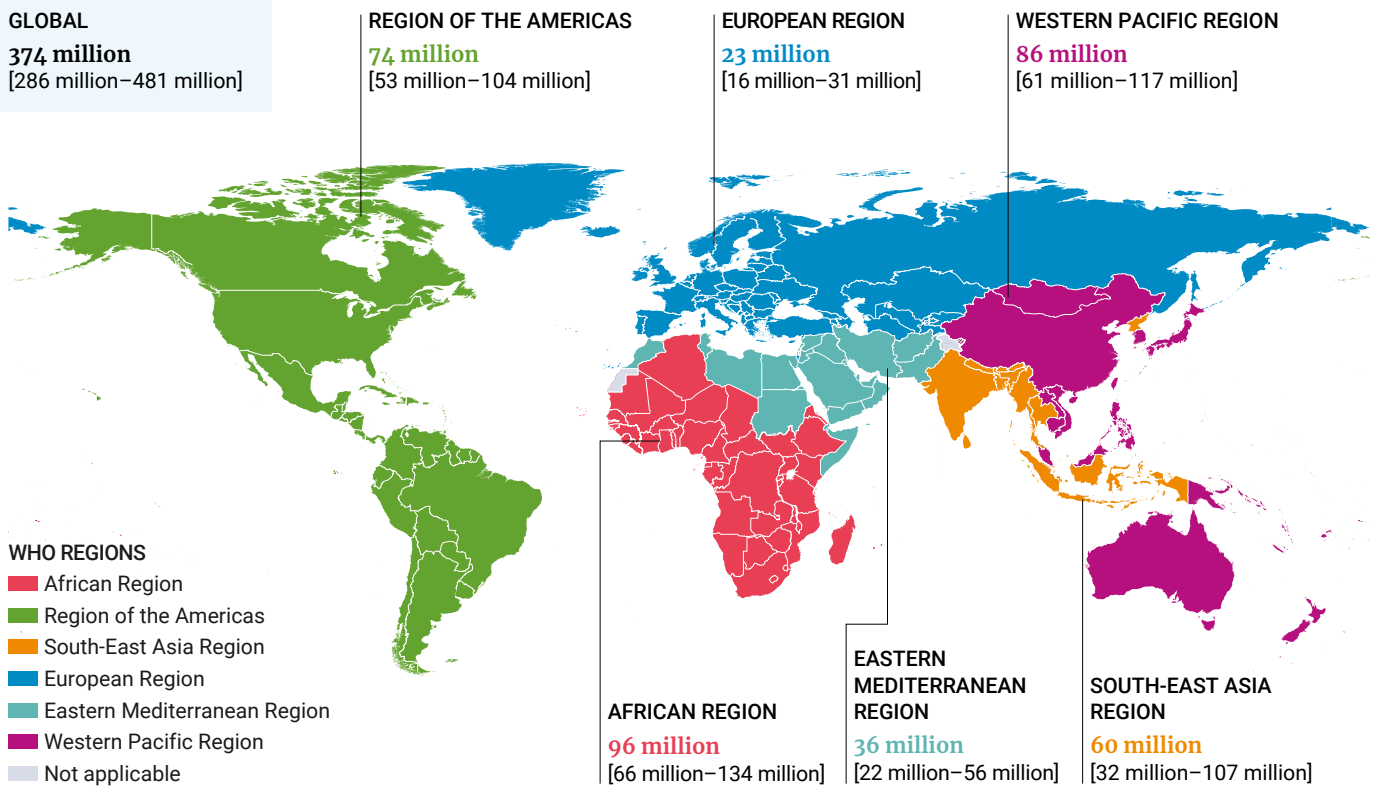 GLOBAL
374 million
[286 million–481 million]
REGION OF THE AMERICAS
74 million
[53 million–104 million]
EUROPEAN REGION
23 million
[16 million–31 million]
WESTERN PACIFIC REGION
86 million
[61 million–117 million]
WHO REGIONS
African Region
Region of the Americas
South-East Asia Region
European Region
Eastern Mediterranean Region
Western Pacific Region
Not applicable
AFRICAN REGION
96 million
[66 million–134 million]
EASTERN
MEDITERRANEAN
REGION
36 million
[22 million–56 million]
SOUTH-EAST ASIA
REGION
60 million
[32 million–107 million]